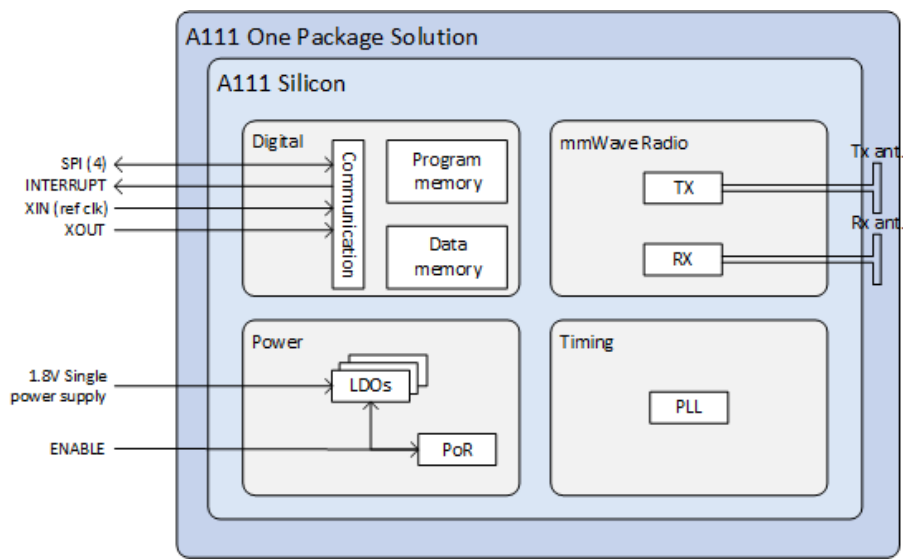 A111 One Package Solution
A111 Silicon
Digital
Communication
Program
memory
Data
memory
mmWave Radio
TX
RX
Tx ant.
Rx ant.
SPI (4)
INTERRUPT
XIN (ref clk)
XOUT
Power
LDOs
PoR
1.8V Single
power supply
ENABLE
Timing
PLL